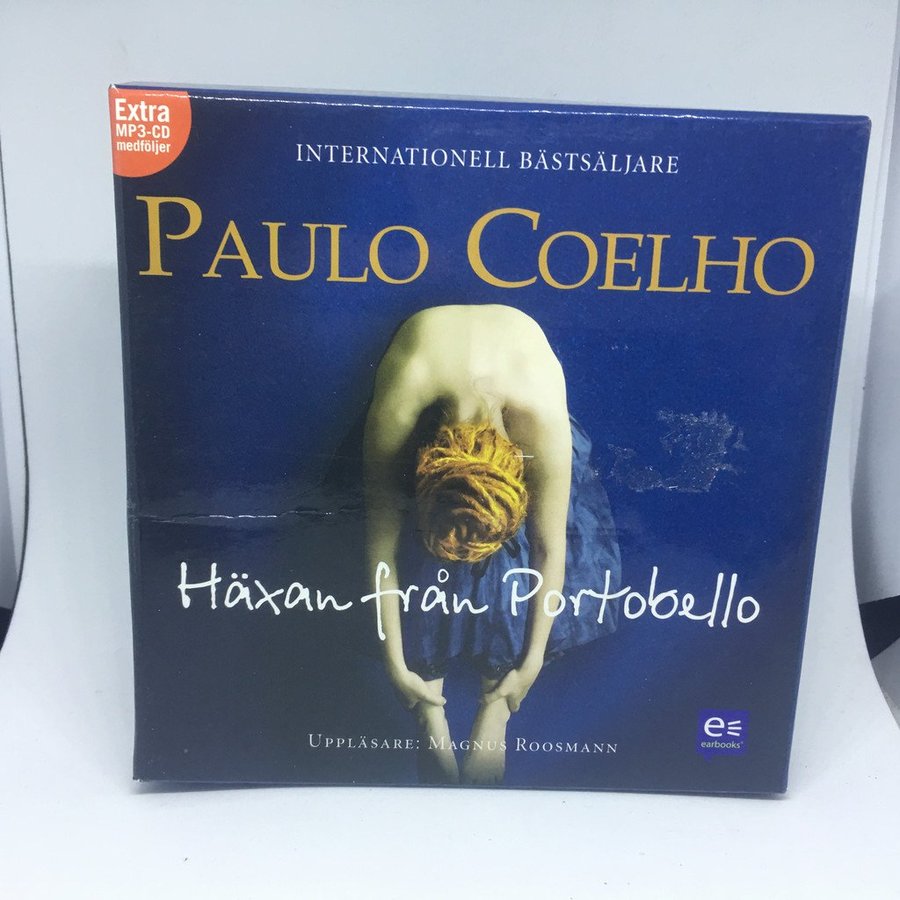 Extra
MP3-CD
medföljer
INTERNATIONELL BÄSTSÄLJARE
PAULO COELHO
Häxan från Portobello
UPPLÄSARE: MAGNUS ROOSMANN
e
earbooks